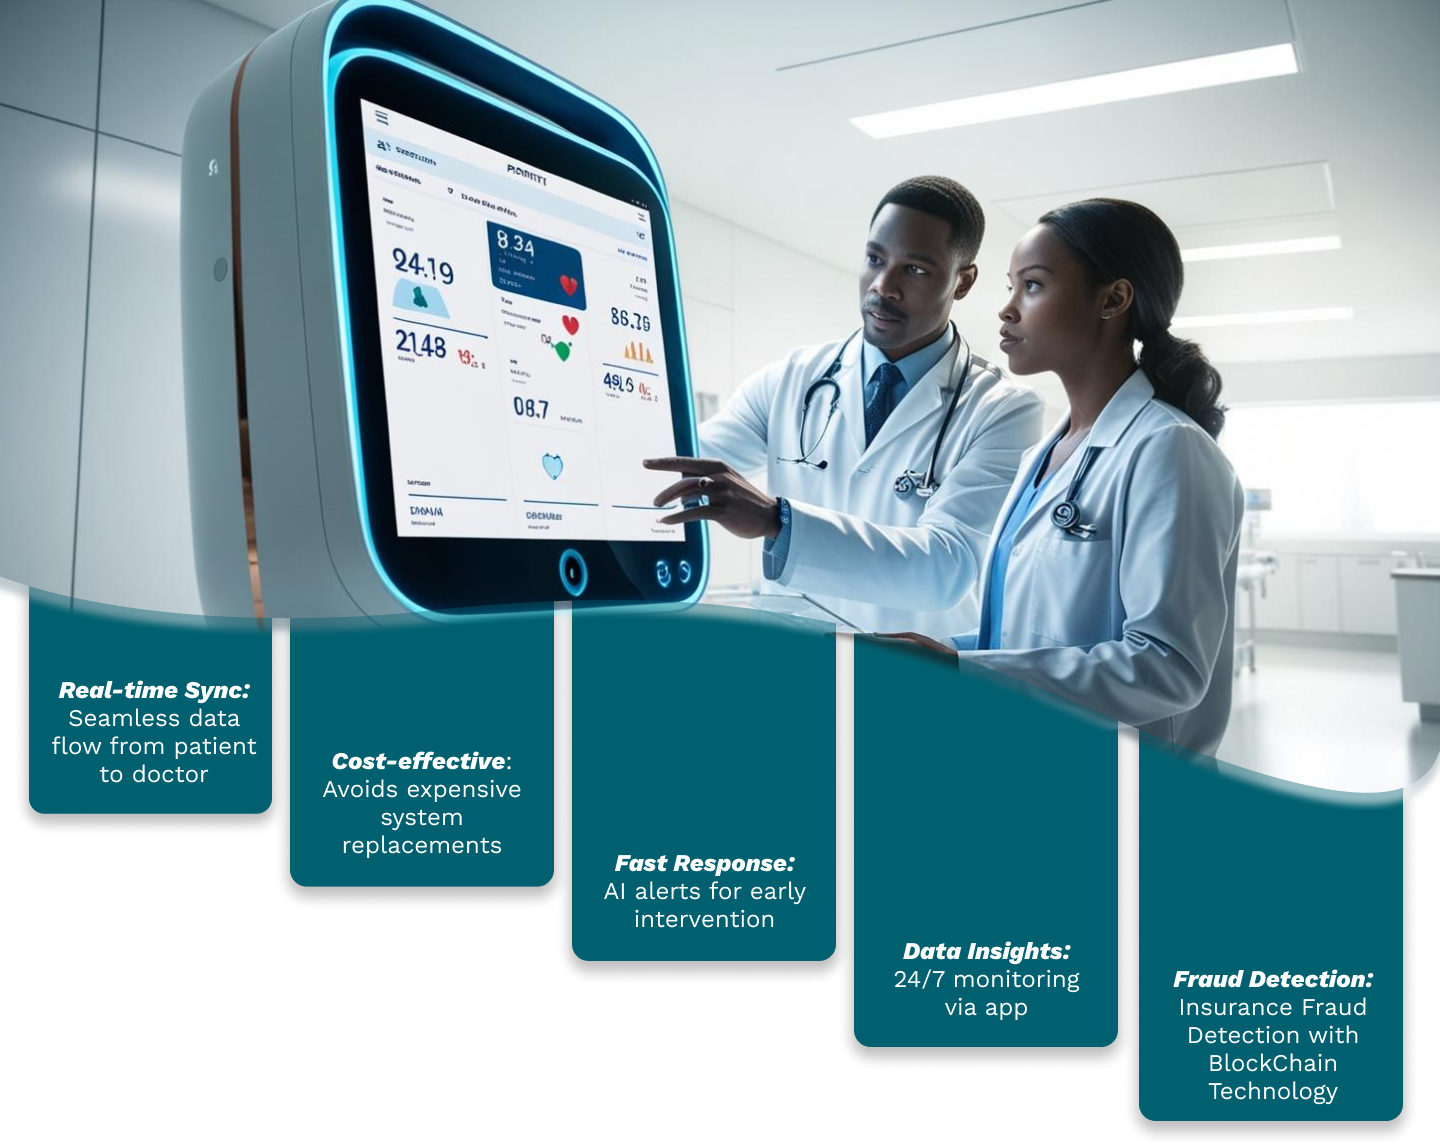 8.34
24.19
86.79
21.48
08.7
Real-time Sync:
Seamless data
flow from patient
to doctor
Cost-effective:
Avoids expensive
system
replacements
Fast Response:
AI alerts for early
intervention
Data Insights:
24/7 monitoring
via app
Fraud Detection:
Insurance Fraud
Detection with
BlockChain
Technology